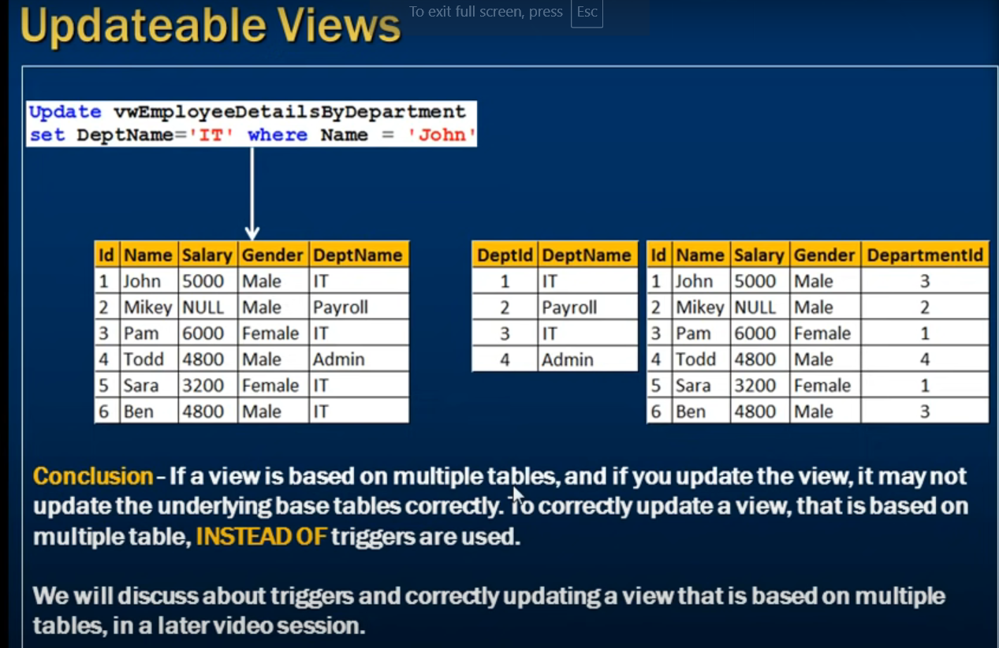 To exit full screen, press Esc
Updateable Views
Update vwEmployeeDetailsByDepartment
set DeptName='IT' where Name = 'John'
Id Name Salary Gender DeptName
1 John 5000 Male IT
2 Mikey NULL Male Payroll
3 Pam 6000 Female IT
4 Todd 4800 Male Admin
5 Sara 3200 Female IT
6 Ben 4800 Male IT
DeptId DeptName
1 IT
2 Payroll
3 IT
4 Admin
Id Name Salary Gender DepartmentId
1 John 5000 Male 3
2 Mikey NULL Male 2
3 Pam 6000 Female 1
4 Todd 4800 Male 4
5 Sara 3200 Female 1
6 Ben 4800 Male 3
Conclusion - If a view is based on multiple tables, and if you update the view, it may not
update the underlying base tables correctly. To correctly update a view, that is based on
multiple table, INSTEAD OF triggers are used.
We will discuss about triggers and correctly updating a view that is based on multiple
tables, in a later video session.